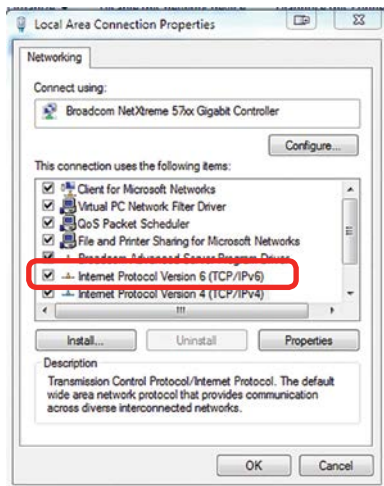 Local Area Connection Properties
Networking
Connect using:
Broadcom NetXtreme 57xx Gigabit Controller
Configure...
This connection uses the following items:
Client for Microsoft Networks
Virtual PC Network Filter Driver
QoS Packet Scheduler
File and Printer Sharing for Microsoft Networks
Broadcom Advanced Server Program Driver
Internet Protocol Version 6 (TCP/IPv6)
Internet Protocol Version 4 (TCP/IPv4)
Install... Uninstall Properties
Description
Transmission Control Protocol/Internet Protocol. The default
wide area network protocol that provides communication
across diverse interconnected networks.
OK Cancel